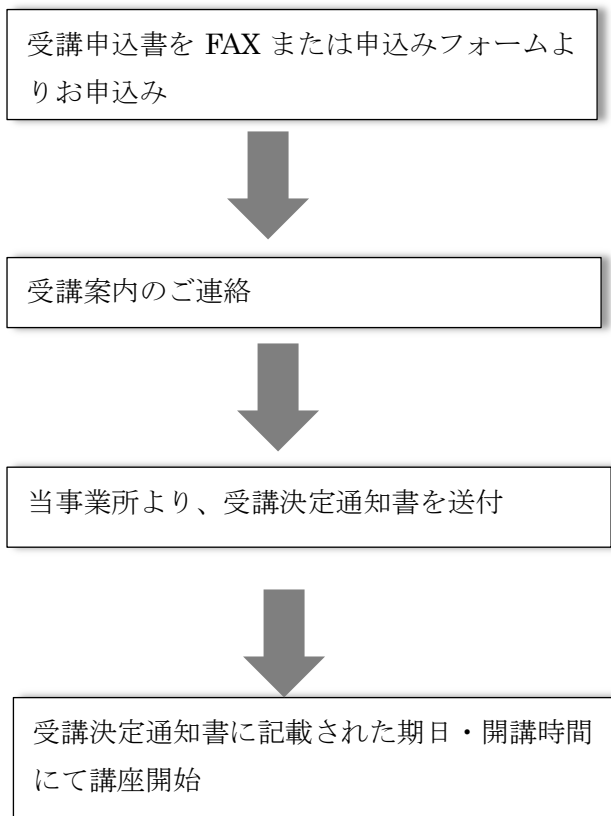 受講申込書を FAX または申込みフォームよ
りお申込み
受講案内のご連絡
当事業所より、受講決定通知書を送付
受講決定通知書に記載された期日・開講時間
にて講座開始